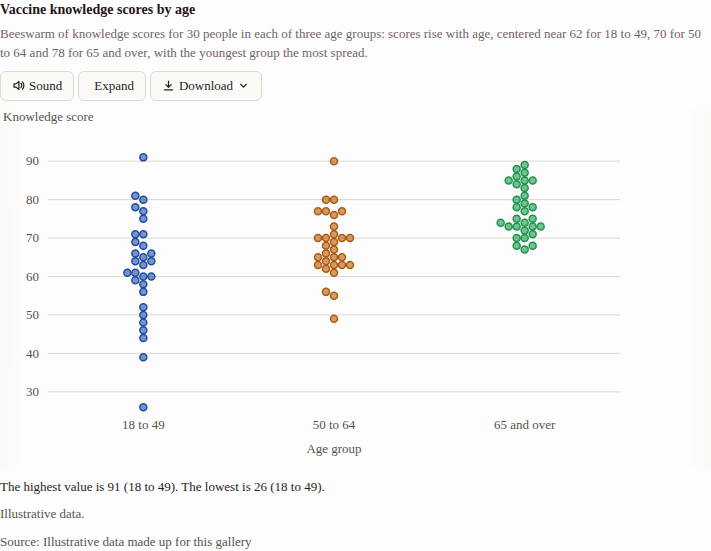 Vaccine knowledge scores by age
Beeswarm of knowledge scores for 30 people in each of three age groups: scores rise with age, centered near 62 for 18 to 49, 70 for 50
to 64 and 78 for 65 and over, with the youngest group the most spread.
Sound Expand Download
Knowledge score
90
80
70
60
50
40
30
18 to 49 50 to 64 65 and over
Age group
The highest value is 91 (18 to 49). The lowest is 26 (18 to 49).
Illustrative data.
Source: Illustrative data made up for this gallery